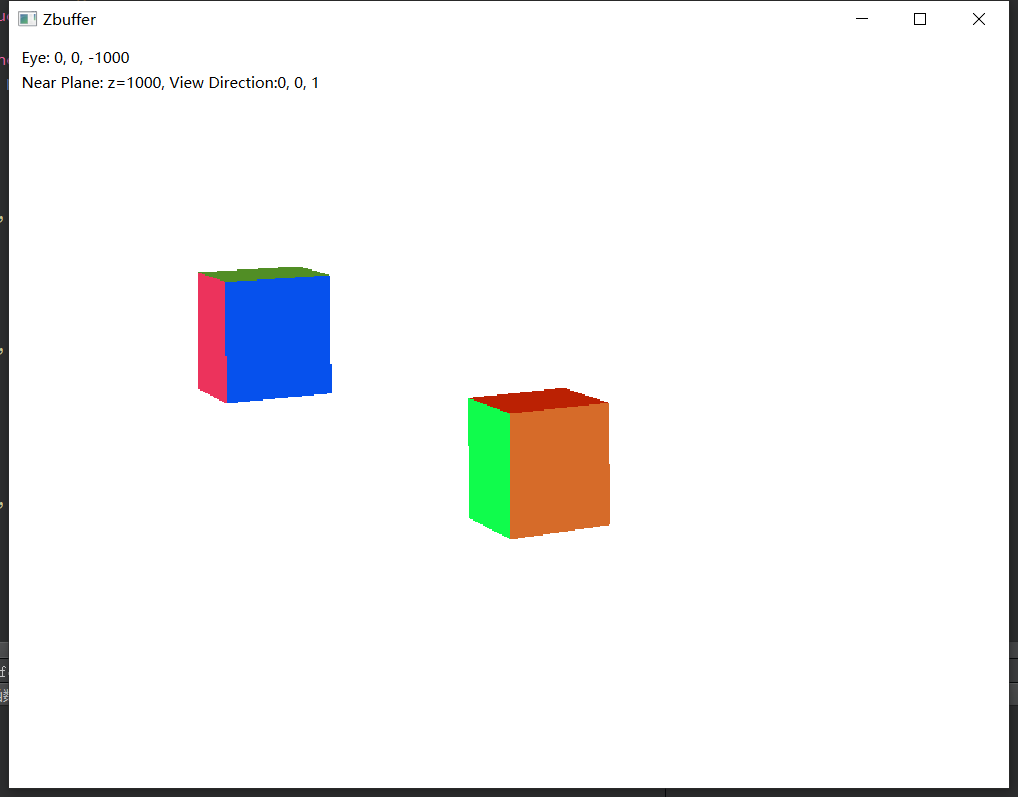 Zbuffer
Eye: 0, 0, -1000
Near Plane: z=1000, View Direction:0, 0, 1